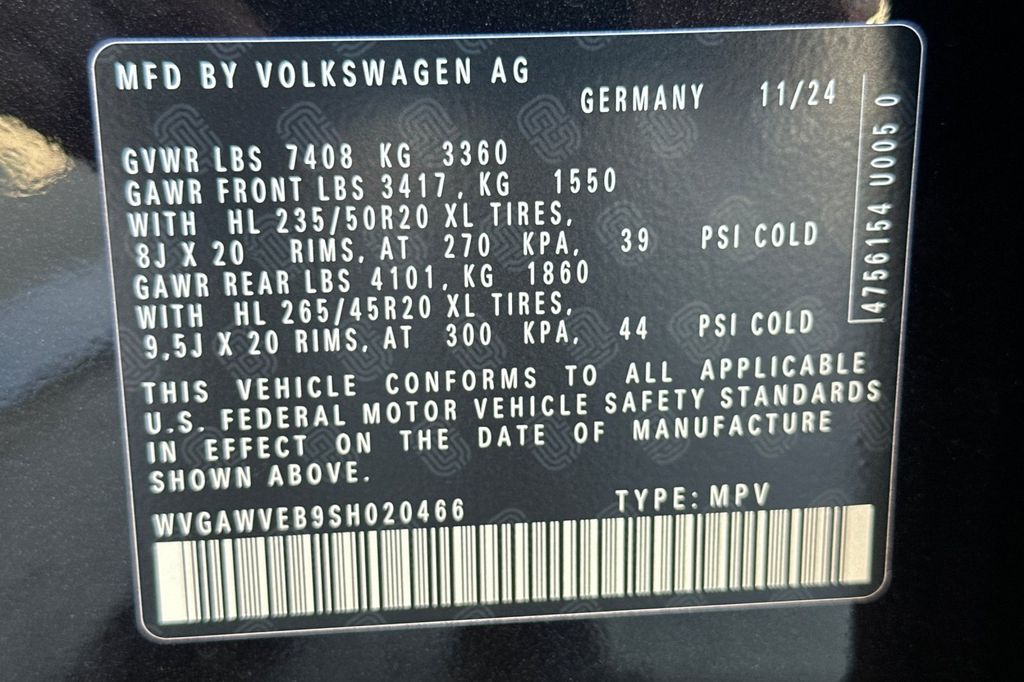 MFD BY VOLKSWAGEN AG
GERMANY 11/24
GVWR LBS 7408 KG 3360
GAWR FRONT LBS 3417, KG 1550
WITH HL 235/50R20 XL TIRES,
8J X 20 RIMS, AT 270 KPA, 39 PSI COLD
GAWR REAR LBS 4101, KG 1860
WITH HL 265/45R20 XL TIRES,
9,5J X 20 RIMS, AT 300 KPA, 44 PSI COLD
THIS VEHICLE CONFORMS TO ALL APPLICABLE
U.S. FEDERAL MOTOR VEHICLE SAFETY STANDARDS
IN EFFECT ON THE DATE OF MANUFACTURE
SHOWN ABOVE.
WVGAWVEB9SH020466 TYPE: MPV
4756154 U005 0